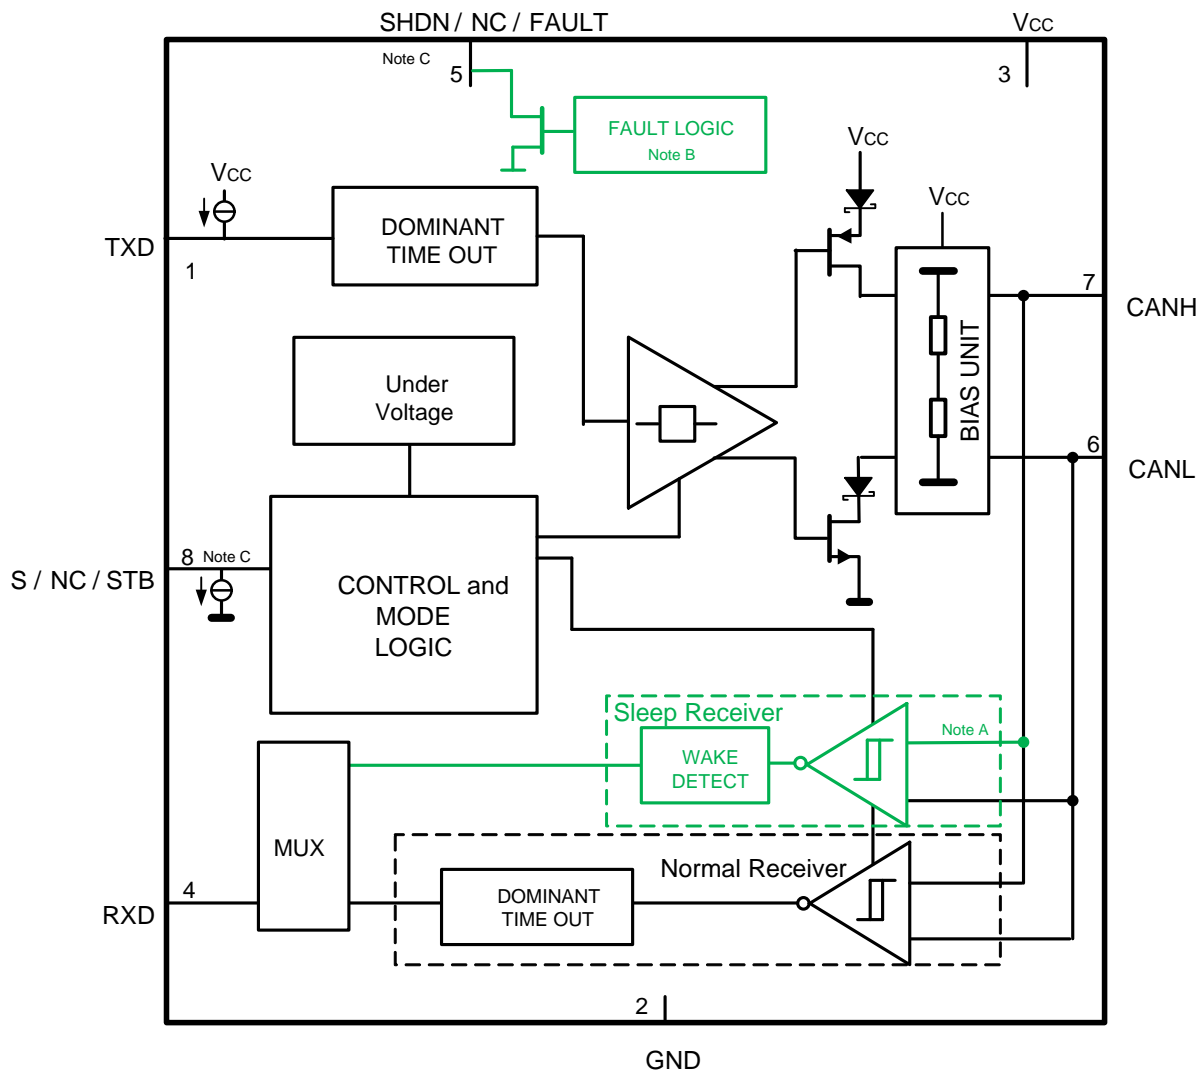 SHDN / NC / FAULT
VCC
Note C
5
3
FAULT LOGIC
Note B
VCC
VCC
VCC
DOMINANT
TIME OUT
TXD
1
7
CANH
BIAS UNIT
Under
Voltage
6
CANL
8
Note C
S / NC / STB
CONTROL and
MODE
LOGIC
Sleep Receiver
Note A
WAKE
DETECT
MUX
Normal Receiver
4
RXD
DOMINANT
TIME OUT
2
GND